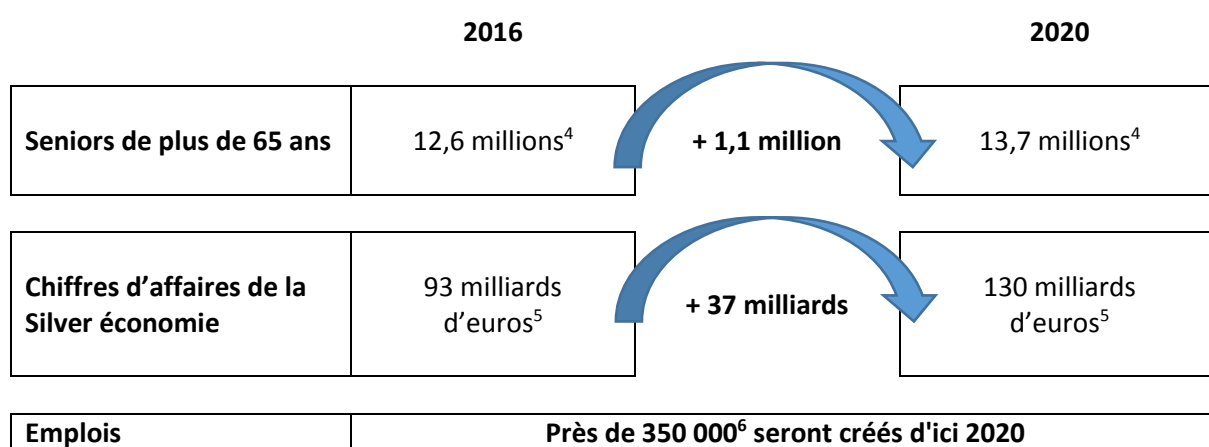 2016 2020
Seniors de plus de 65 ans 12,6 millions⁴ + 1,1 million 13,7 millions⁴
Chiffres d’affaires de la Silver économie 93 milliards d’euros⁵ + 37 milliards 130 milliards d’euros⁵
Emplois Près de 350 000⁶ seront créés d'ici 2020